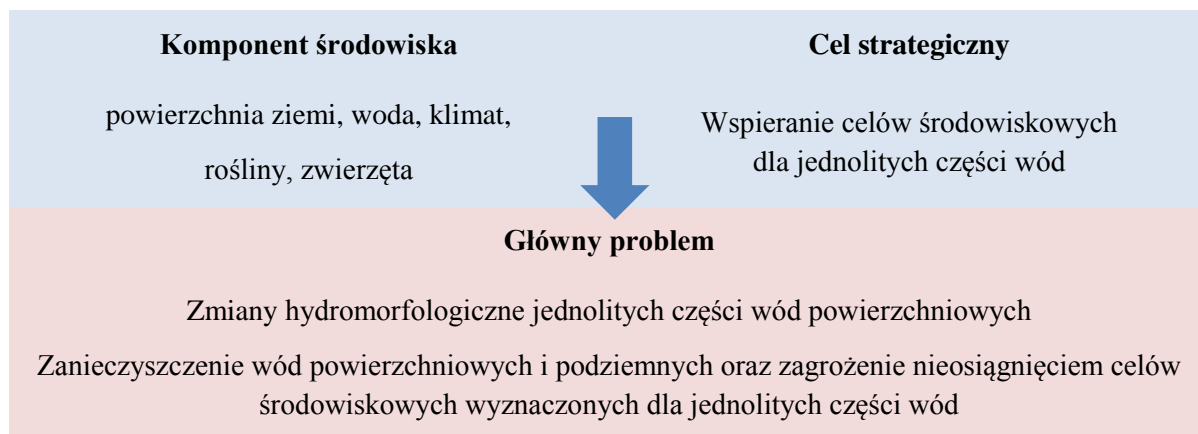 Komponent środowiska
powierzchnia ziemi, woda, klimat,
rośliny, zwierzęta
Cel strategiczny
Wspieranie celów środowiskowych
dla jednolitych części wód
Główny problem
Zmiany hydromorfologiczne jednolitych części wód powierzchniowych
Zanieczyszczenie wód powierzchniowych i podziemnych oraz zagrożenie nieosiągnięciem celów
środowiskowych wyznaczonych dla jednolitych części wód